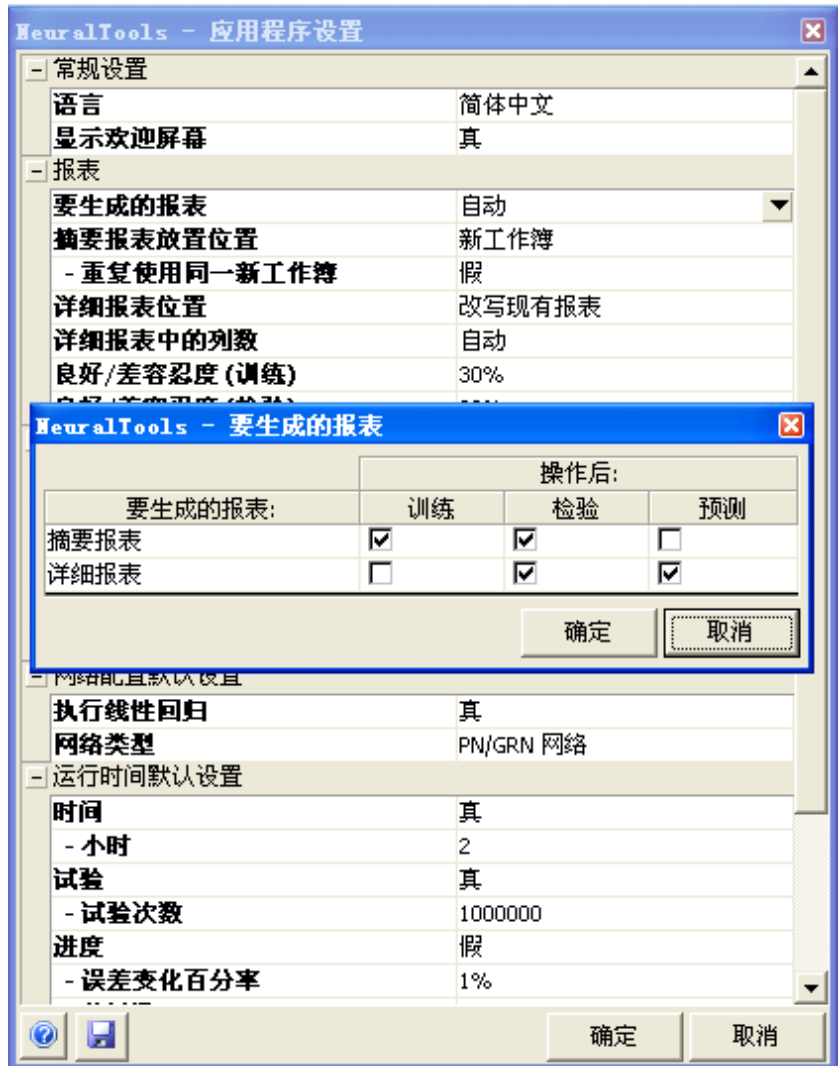 NeuralTools - 应用程序设置
常规设置
语言 简体中文
显示欢迎屏幕 真
报表
要生成的报表 自动
摘要报表放置位置 新工作簿
- 重复使用同一新工作簿 假
详细报表位置 改写现有报表
详细报表中的列数 自动
良好/差容忍度 (训练) 30%
NeuralTools - 要生成的报表
操作后:
要生成的报表: 训练 检验 预测
摘要报表
详细报表
确定 取消
网络配置默认设置
执行线性回归 真
网络类型 PN/GRN 网络
运行时间默认设置
时间 真
- 小时 2
试验 真
- 试验次数 1000000
进度 假
- 误差变化百分率 1%
确定 取消